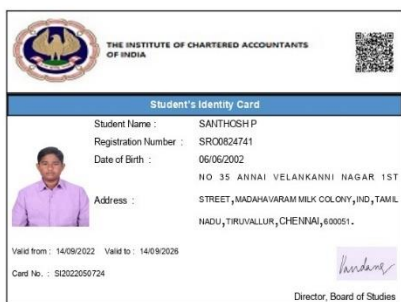 THE INSTITUTE OF CHARTERED ACCOUNTANTS
OF INDIA
Student's Identity Card
Student Name : SANTHOSH P
Registration Number : SRO0824741
Date of Birth : 06/06/2002
Address : NO 35 ANNAI VELANKANNI NAGAR 1ST
STREET,MADAHAVARAM MILK COLONY,IND,TAMIL
NADU,TIRUVALLUR,CHENNAI,600051.
Valid from : 14/09/2022 Valid to : 14/09/2026
Card No. : SI2022050724
Vandana
Director, Board of Studies